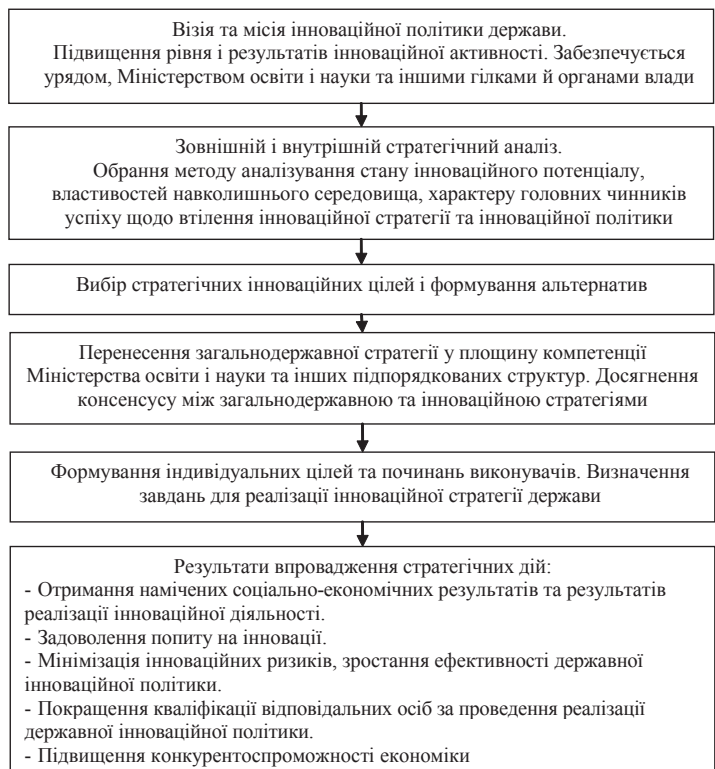 Візія та місія інноваційної політики держави.
Підвищення рівня і результатів інноваційної активності. Забезпечується
урядом, Міністерством освіти і науки та іншими гілками й органами влади
Зовнішній і внутрішній стратегічний аналіз.
Обрання методу аналізування стану інноваційного потенціалу,
властивостей навколишнього середовища, характеру головних чинників
успіху щодо втілення інноваційної стратегії та інноваційної політики
Вибір стратегічних інноваційних цілей і формування альтернатив
Перенесення загальнодержавної стратегії у площину компетенції
Міністерства освіти і науки та інших підпорядкованих структур. Досягнення
консенсусу між загальнодержавною та інноваційною стратегіями
Формування індивідуальних цілей та починань виконувачів. Визначення
завдань для реалізації інноваційної стратегії держави
Результати впровадження стратегічних дій:
- Отримання намічених соціально-економічних результатів та результатів
реалізації інноваційної діяльності.
- Задоволення попиту на інновації.
- Мінімізація інноваційних ризиків, зростання ефективності державної
інноваційної політики.
- Покращення кваліфікації відповідальних осіб за проведення реалізації
державної інноваційної політики.
- Підвищення конкурентоспроможності економіки